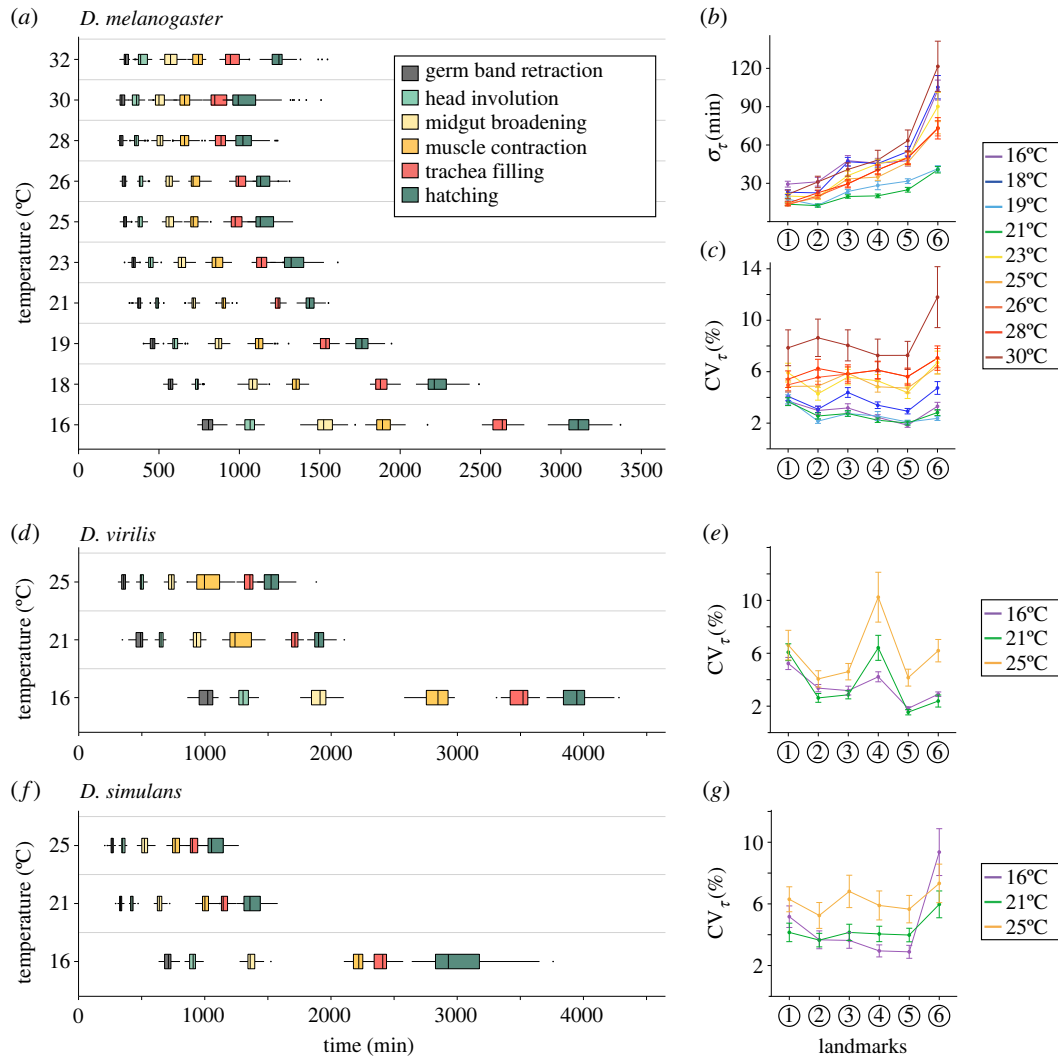 (a) D. melanogaster
temperature (ºC)
32
30
28
26
25
23
21
19
18
16
0 500 1000 1500 2000 2500 3000 3500
germ band retraction
head involution
midgut broadening
muscle contraction
trachea filling
hatching
(b)
στ (min)
120
90
60
30
① ② ③ ④ ⑤ ⑥
(c)
CVτ (%)
14
10
6
2
① ② ③ ④ ⑤ ⑥
16ºC
18ºC
19ºC
21ºC
23ºC
25ºC
26ºC
28ºC
30ºC
(d) D. virilis
temperature (ºC)
25
21
16
0 1000 2000 3000 4000
(e)
CVτ (%)
10
6
2
① ② ③ ④ ⑤ ⑥
16ºC
21ºC
25ºC
(f) D. simulans
temperature (ºC)
25
21
16
0 1000 2000 3000 4000
time (min)
(g)
CVτ (%)
10
6
2
① ② ③ ④ ⑤ ⑥
landmarks
16ºC
21ºC
25ºC